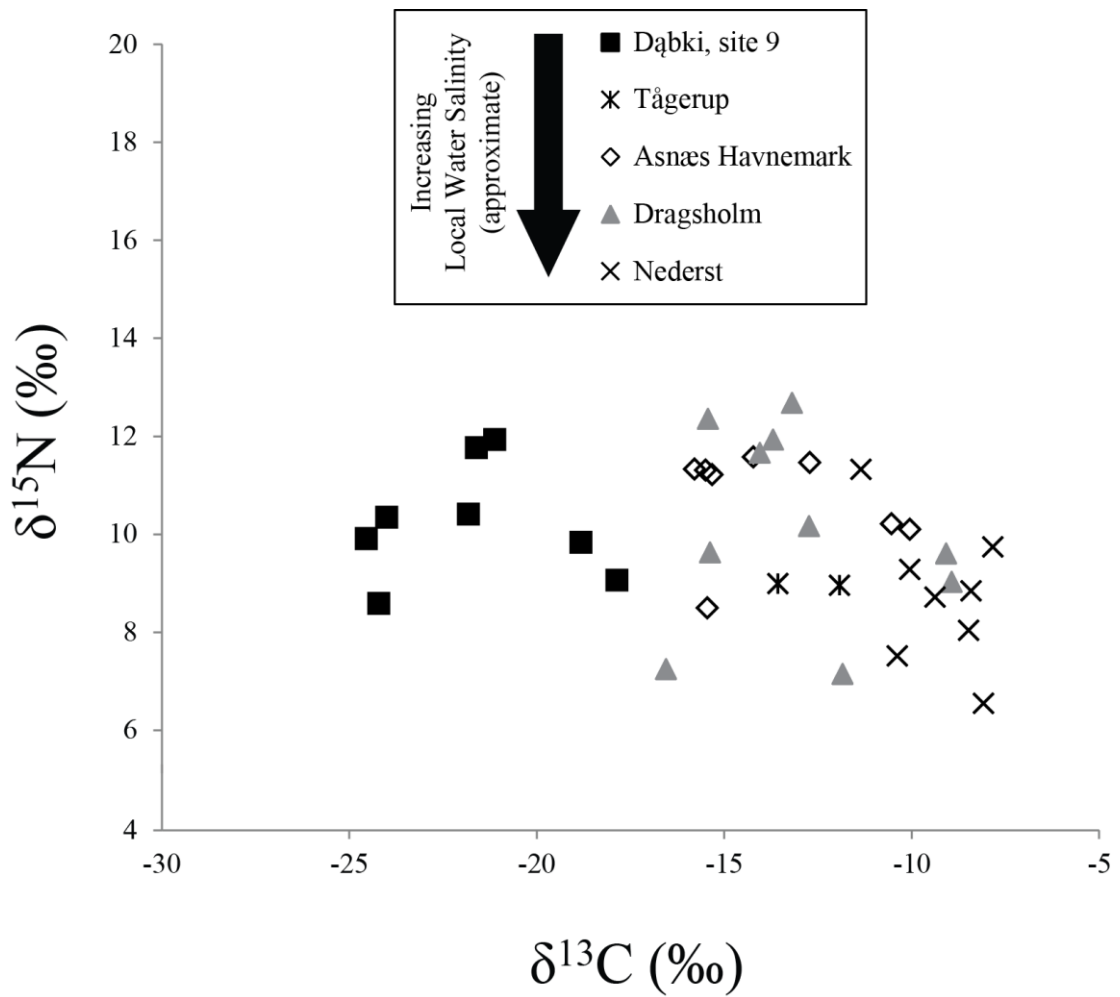 Increasing
Local Water Salinity
(approximate)
Dąbki, site 9
Tågerup
Asnæs Havnemark
Dragsholm
Nederst
20
18
16
14
12
10
8
6
4
-30 -25 -20 -15 -10 -5
δ¹⁵N (‰)
δ¹³C (‰)